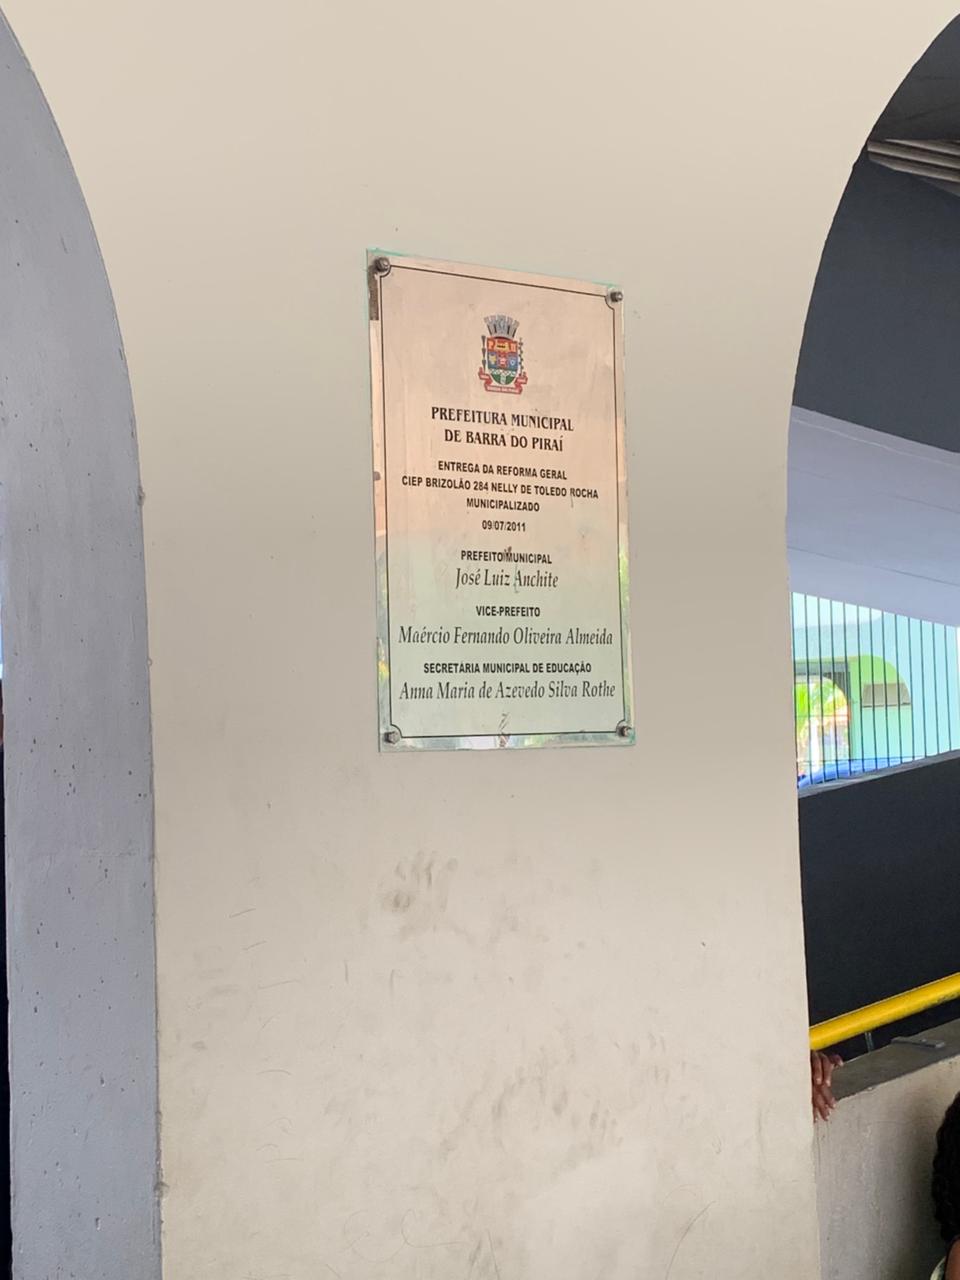 PREFEITURA MUNICIPAL
DE BARRA DO PIRAÍ
ENTREGA DA REFORMA GERAL
CIEP BRIZOLÃO 284 NELLY DE TOLEDO ROCHA
MUNICIPALIZADO
09/07/2011
PREFEITO MUNICIPAL
José Luiz Anchite
VICE-PREFEITO
Maércio Fernando Oliveira Almeida
SECRETÁRIA MUNICIPAL DE EDUCAÇÃO
Anna Maria de Azevedo Silva Rothe